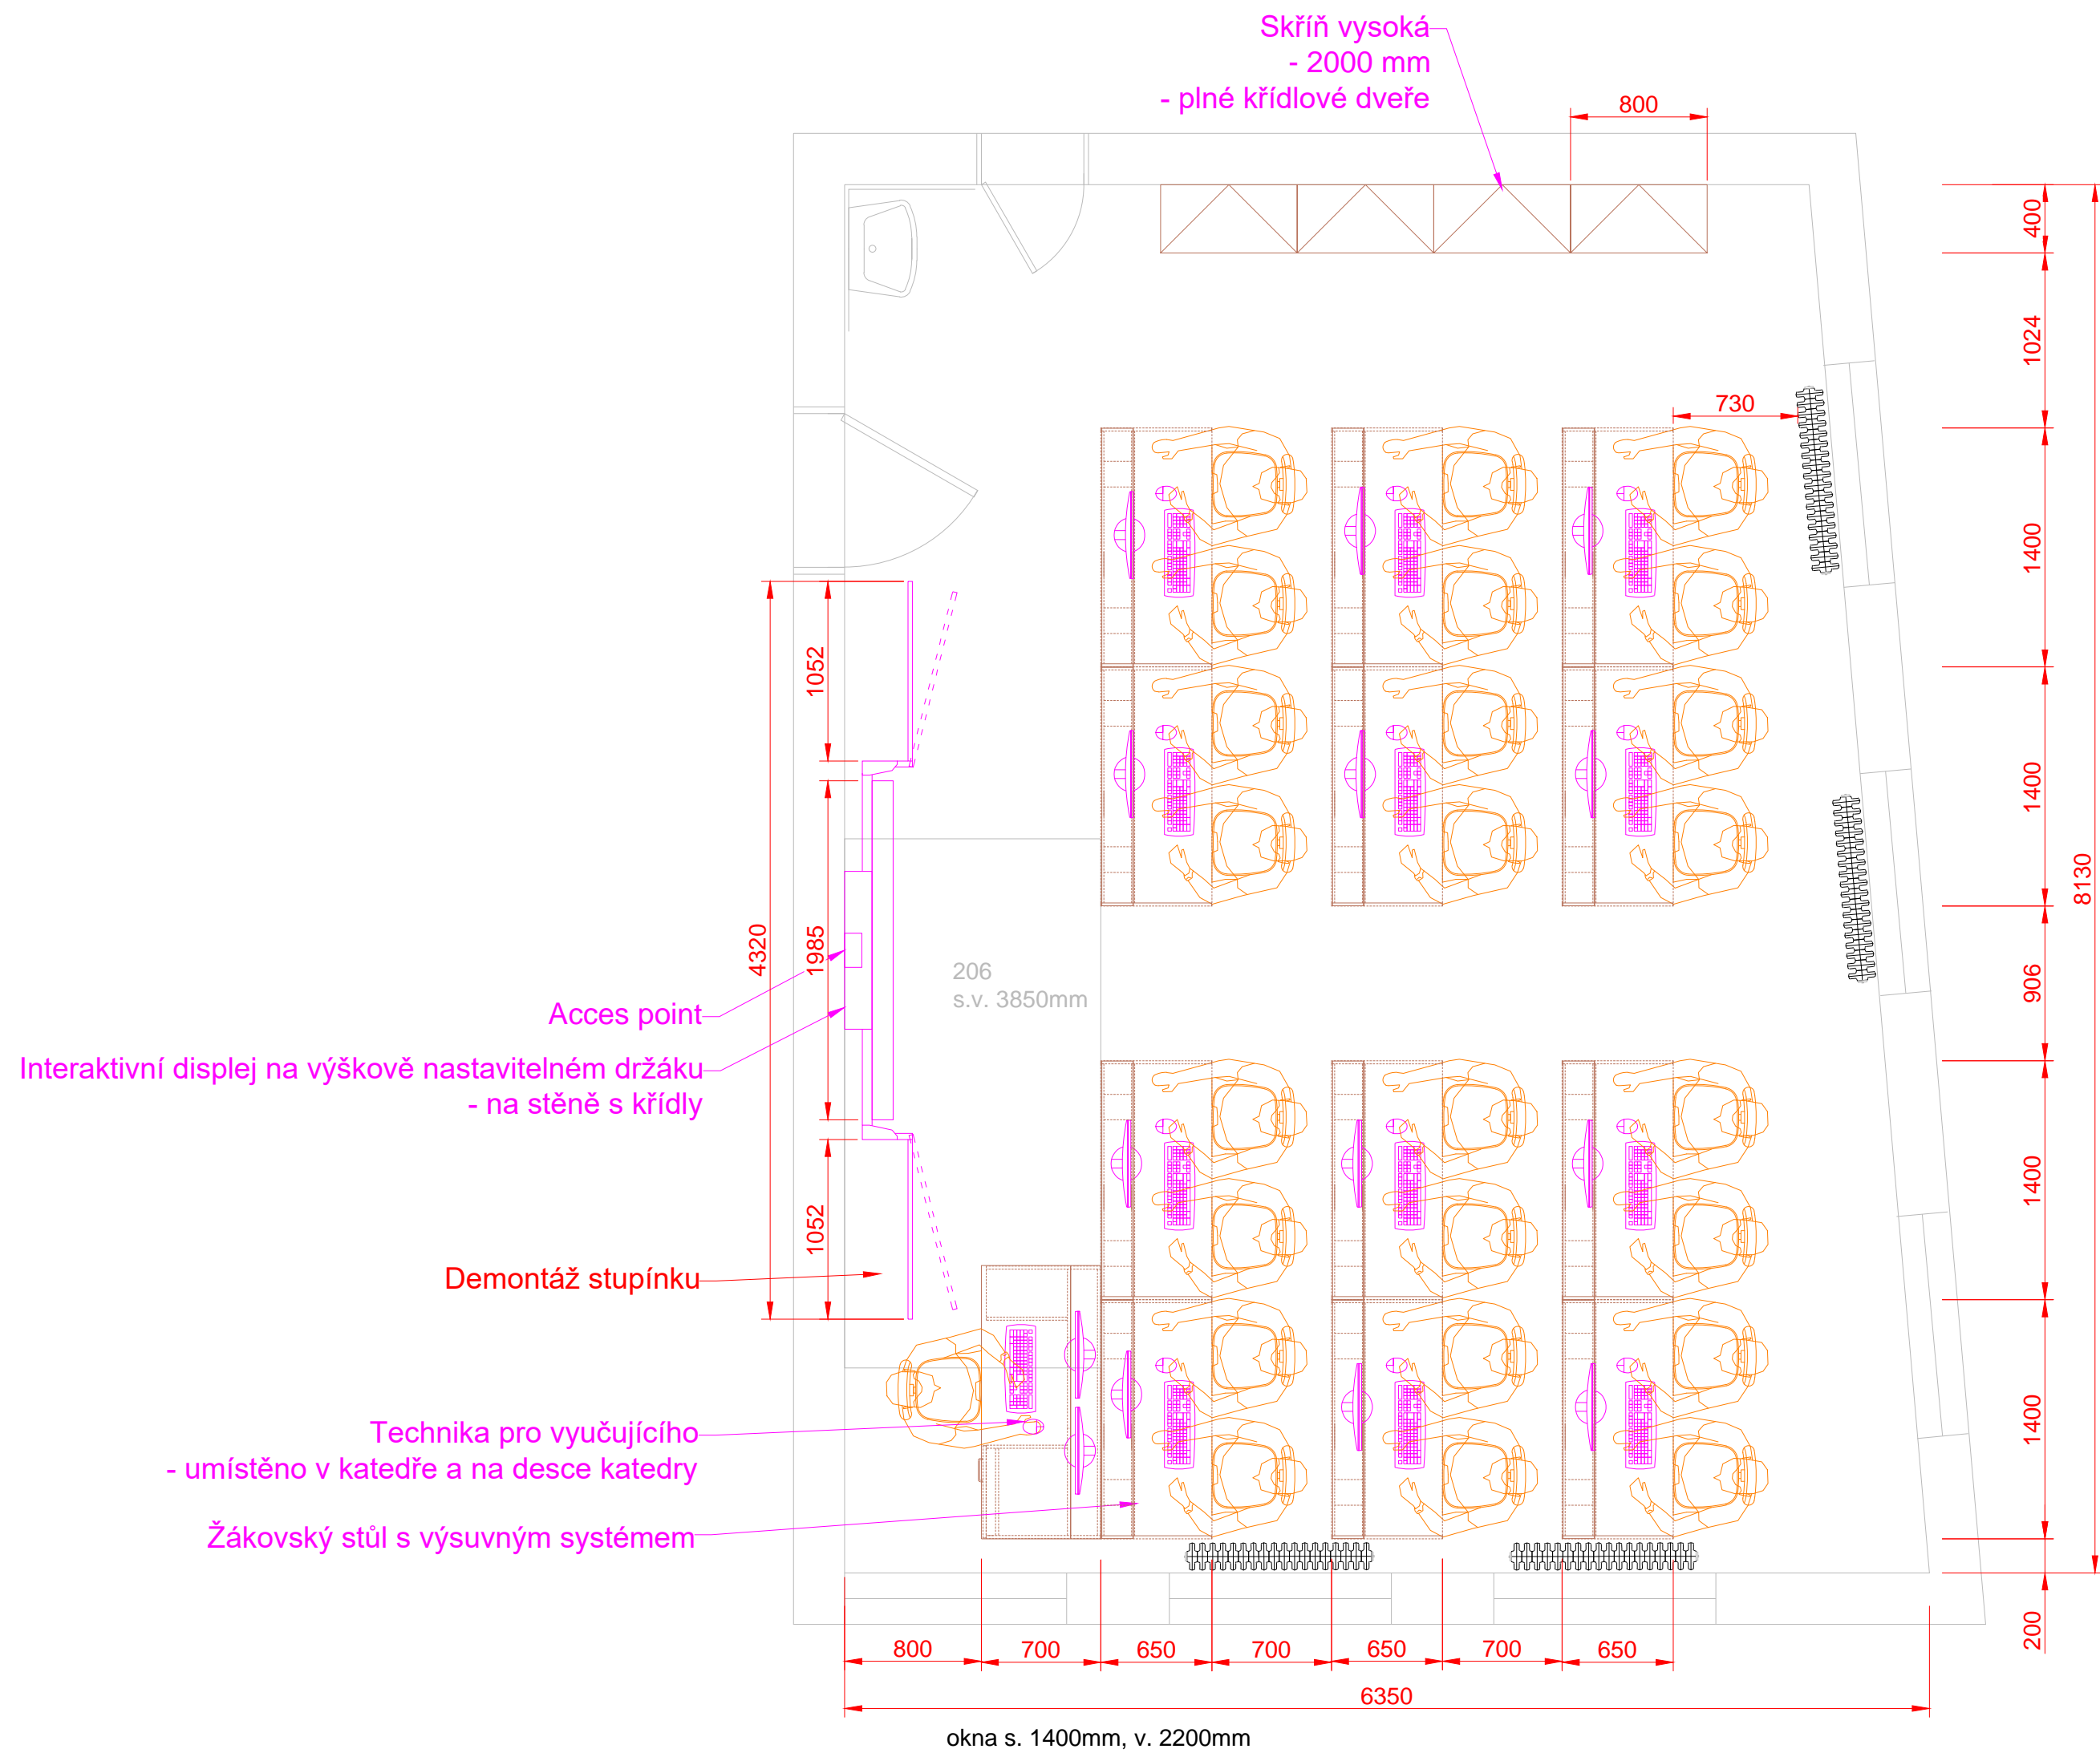 Skříň vysoká
- 2000 mm
- plné křídlové dveře
800
400
1024
730
1400
1052
1400
8130
4320
1985
906
206
s.v. 3850mm
Acces point
Interaktivní displej na výškově nastavitelném držáku
- na stěně s křídly
1400
1052
Demontáž stupínku
1400
Technika pro vyučujícího
- umístěno v katedře a na desce katedry
Žákovský stůl s výsuvným systémem
200
800
700
650
700
650
700
650
6350
okna s. 1400mm, v. 2200mm